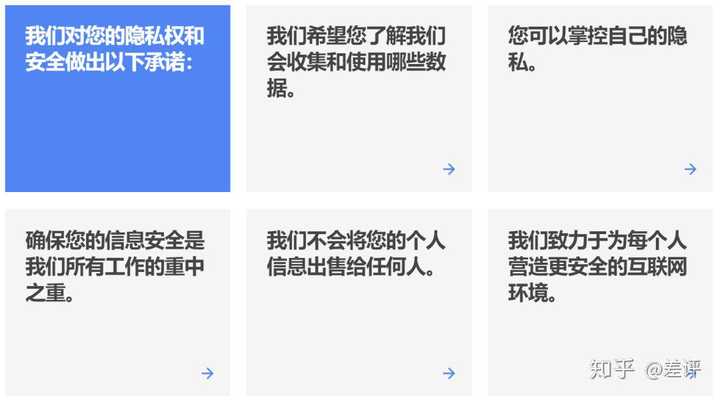 我们对您的隐私权和
安全做出以下承诺：
我们希望您了解我们
会收集和使用哪些数
据。
您可以掌控自己的隐
私。
确保您的信息安全是
我们所有工作的重中
之重。
我们不会将您的个人
信息出售给任何人。
我们致力于为每个人
营造更安全的互联网
环境。
知乎 @差评